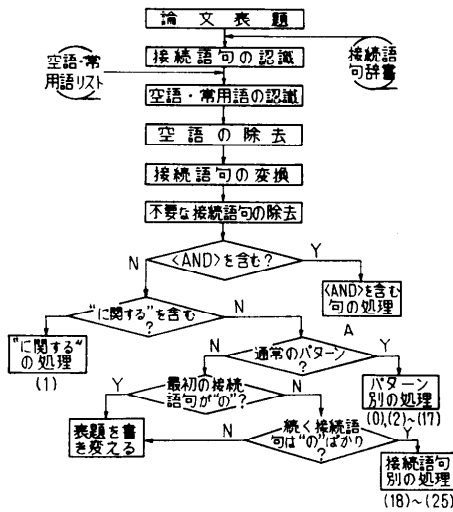 論文表題
空語・常
用語リスト
接続語句の認識
接続語
句辞書
空語・常用語の認識
空語の除去
接続語句の変換
不要な接続語句の除去
<AND>を含む?
N
Y
<AND>を含む
句の処理
“に関する”を含む
?
N
“に関する“
の処理
(1)
A
通常のパターン
?
N
Y
パターン
別の処理
(0),(2)~(17)
最初の接続
語句が“の”?
Y
N
表題を書
き変える
続く接続語
句は“の”ばかり
?
N
Y
接続語句
別の処理
(18)~(25)